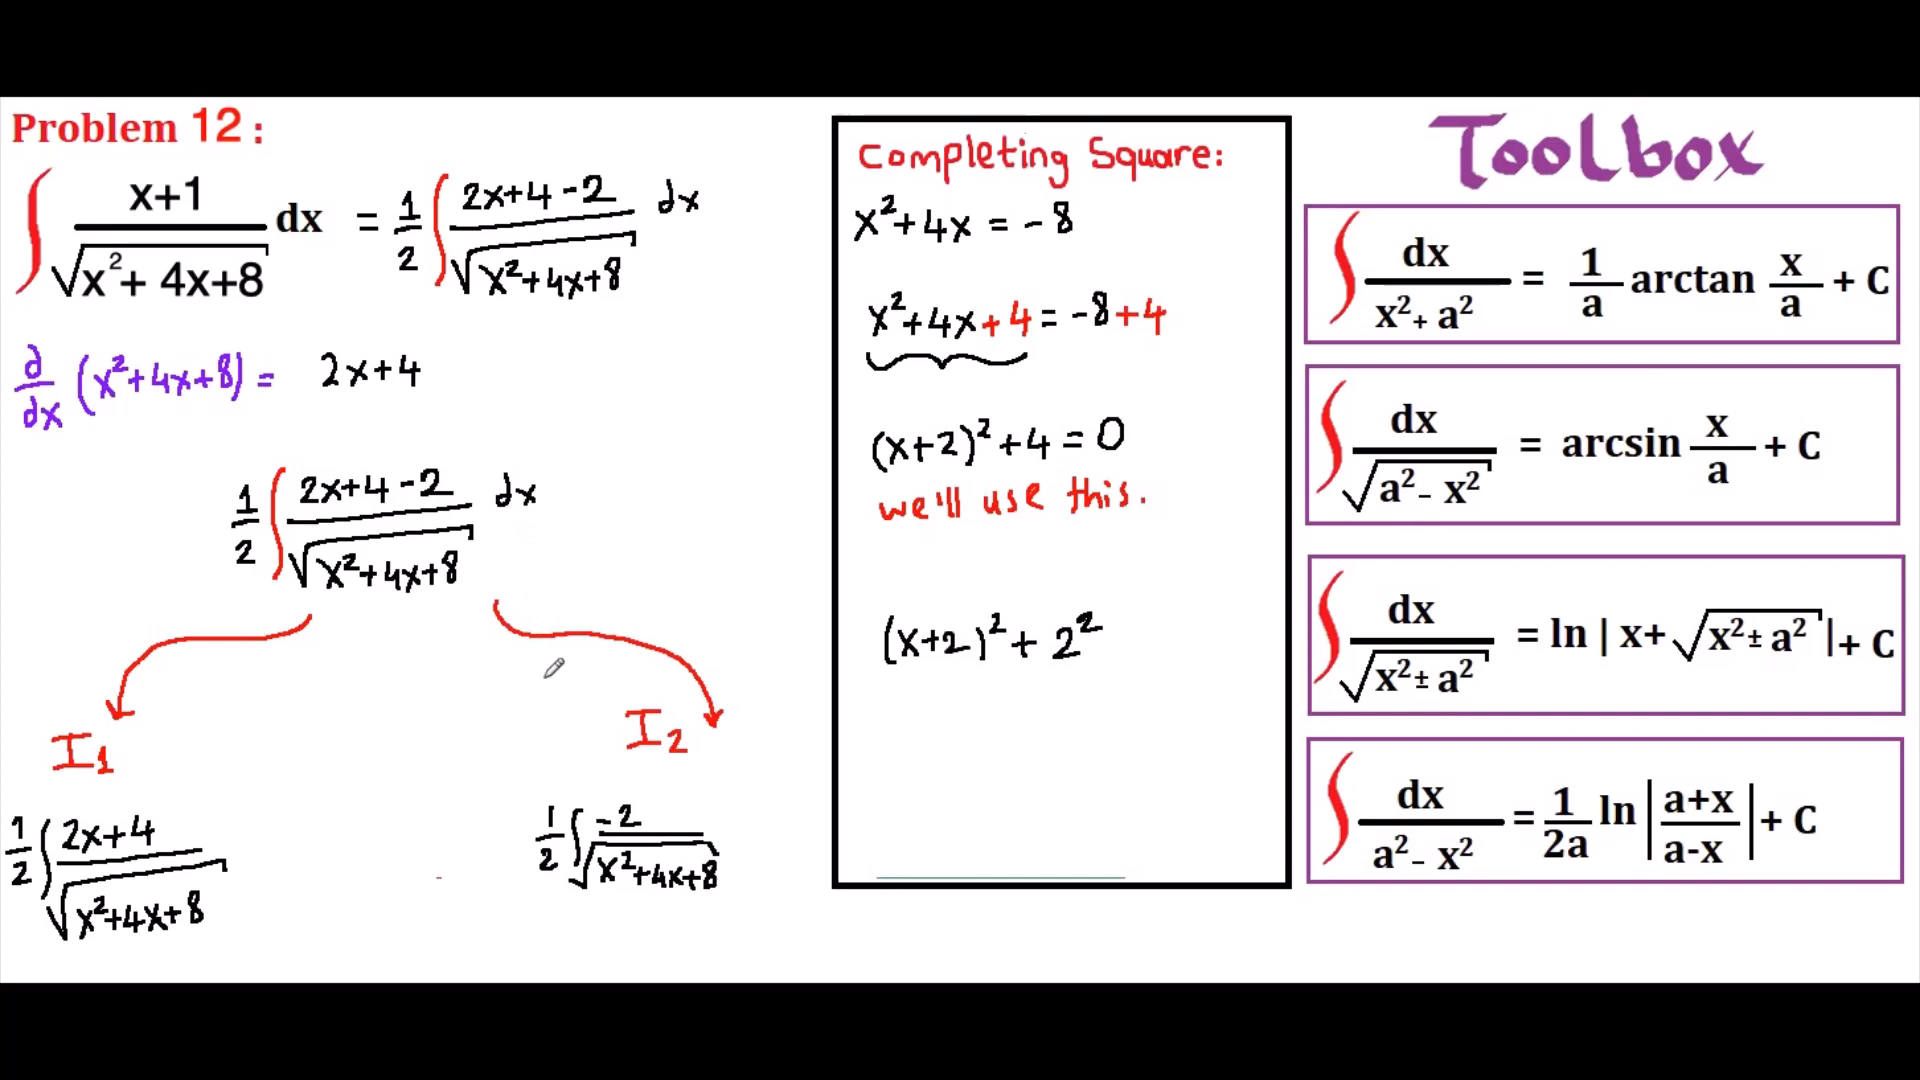 Problem 12 :
∫ x+1 / √(x²+ 4x+8) dx = 1/2 ∫ 2x+4-2 / √(x²+4x+8) dx
d/dx (x²+4x+8) = 2x+4
1/2 ∫ 2x+4-2 / √(x²+4x+8) dx
I1
I2
1/2 ∫ 2x+4 / √(x²+4x+8)
1/2 ∫ -2 / √(x²+4x+8)
Completing Square:
x²+4x = -8
x²+4x+4 = -8+4
(x+2)²+4 = 0
we'll use this.
(x+2)²+ 2²
Toolbox
∫ dx / x²+ a² = 1/a arctan x/a + C
∫ dx / √(a²- x²) = arcsin x/a + C
∫ dx / √(x²± a²) = ln | x+ √(x²± a²) |+ C
∫ dx / a²- x² = 1/2a ln | a+x / a-x | + C